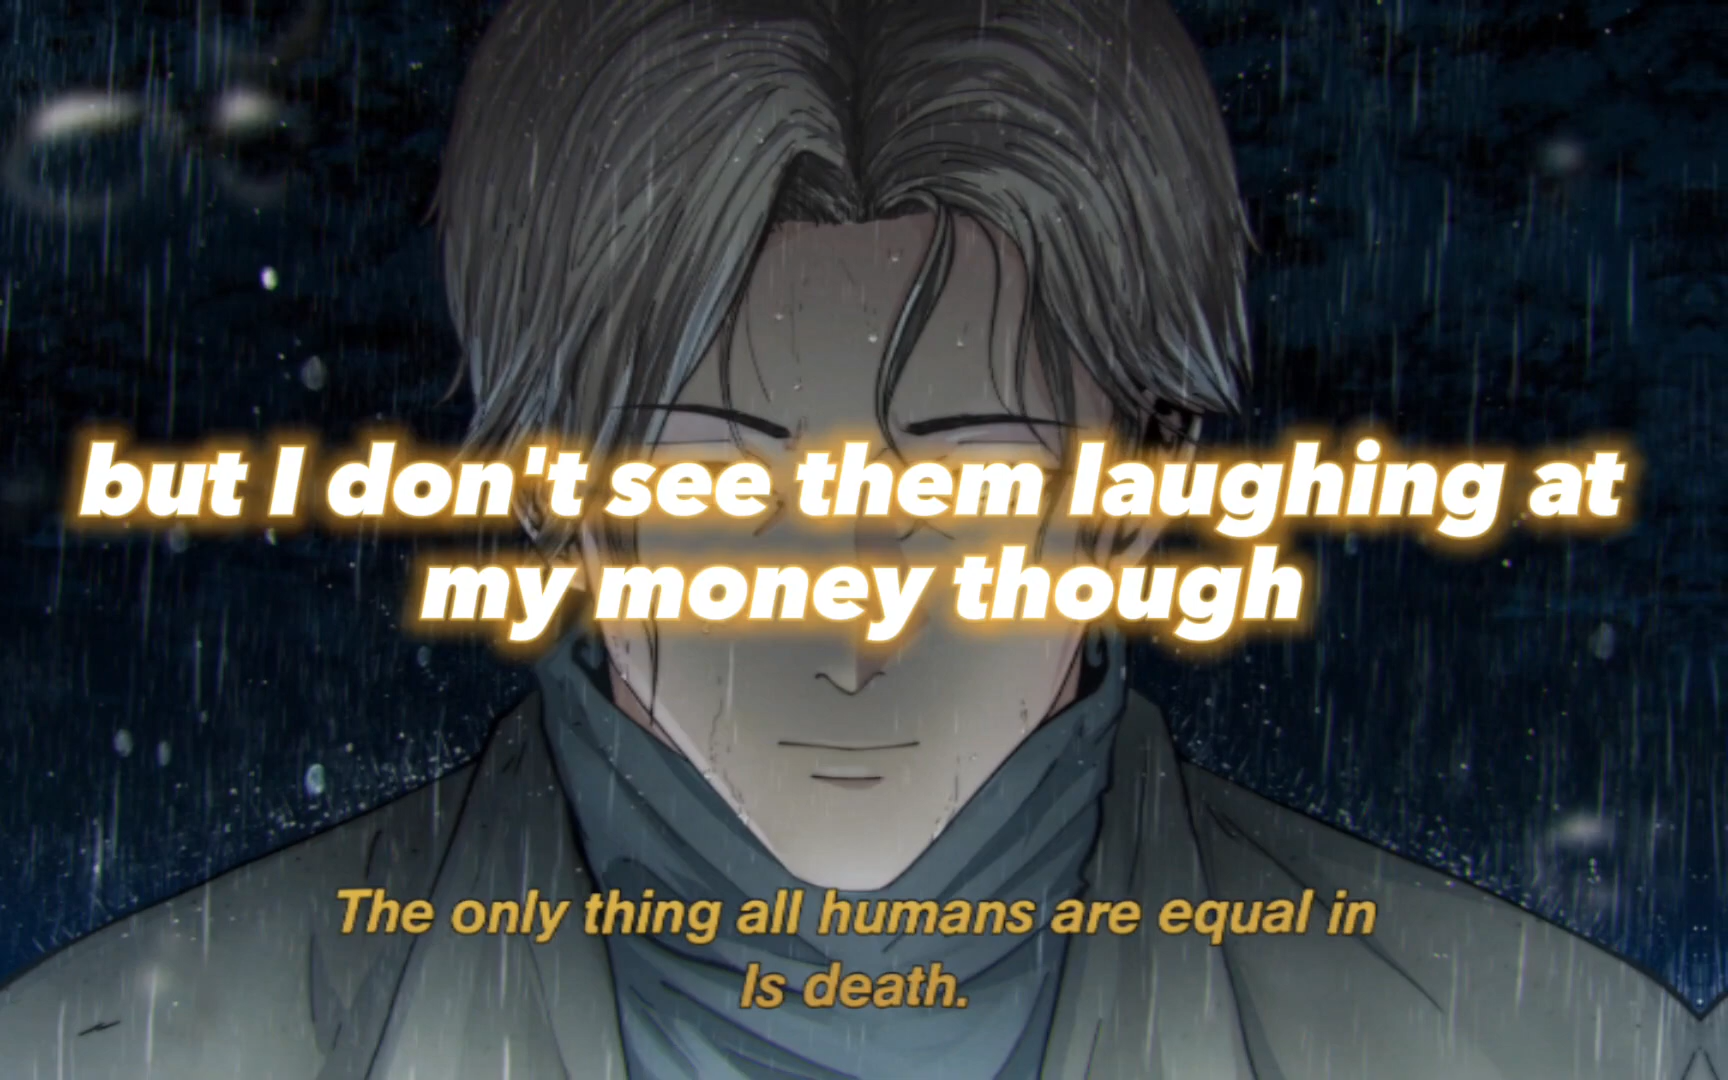 but I don't see them laughing at
my money though
The only thing all humans are equal in
Is death.